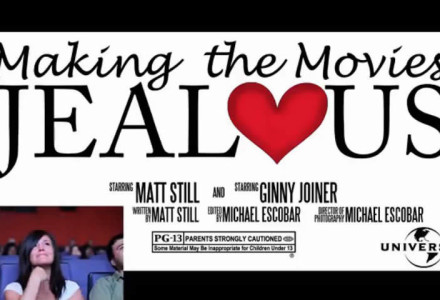 Making the Movies
JEALOUS
STARRING MATT STILL AND STARRING GINNY JOINER
WRITTEN BY MATT STILL EDITED BY MICHAEL ESCOBAR DIRECTOR OF PHOTOGRAPHY MICHAEL ESCOBAR
PG-13 PARENTS STRONGLY CAUTIONED
Some Material May Be Inappropriate for Children Under 13
®
UNIVERS